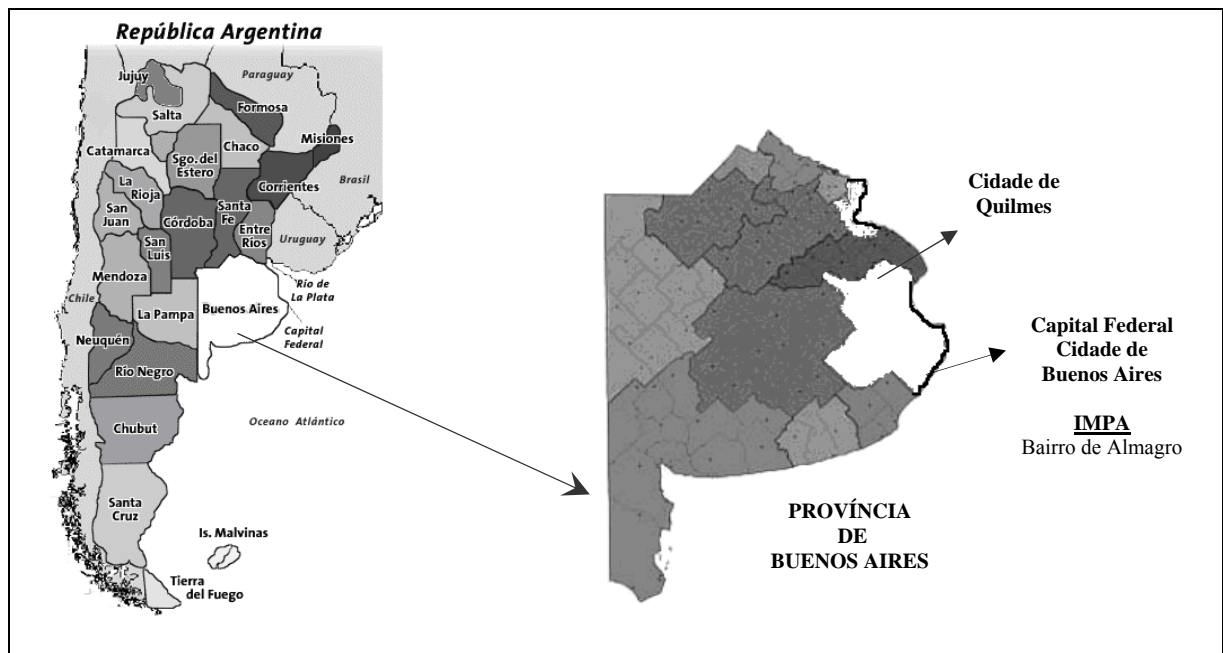 República Argentina
Jujuy
Paraguay
Salta
Formosa
Misiones
Catamarca
Chaco
Sgo. del
Estero
Brasil
La
Rioja
Corrientes
San
Juan
Córdoba
Santa
Fe
Entre
Ríos
Uruguay
San
Luis
Mendoza
Río de
La Plata
Chile
La Pampa
Buenos Aires
Capital
Federal
Neuquén
Río Negro
Chubut
Oceano Atlántico
Santa
Cruz
Is. Malvinas
Tierra
del Fuego
Cidade de
Quilmes
Capital Federal
Cidade de
Buenos Aires
IMPA
Bairro de Almagro
PROVÍNCIA
DE
BUENOS AIRES